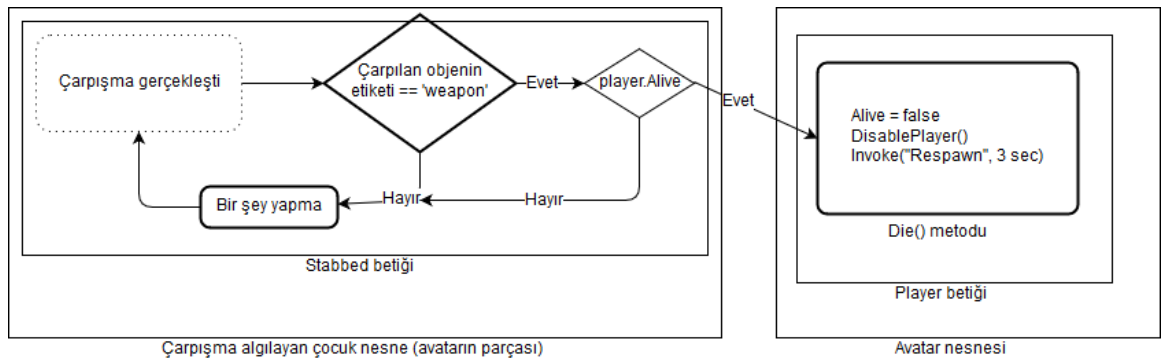 Çarpışma gerçekleşti
Çarpılan objenin
etiketi == 'weapon'
Evet
player.Alive
Evet
Alive = false
DisablePlayer()
Invoke("Respawn", 3 sec)
Bir şey yapma
Hayır
Hayır
Die() metodu
Stabbed betiği
Player betiği
Çarpışma algılayan çocuk nesne (avatarın parçası)
Avatar nesnesi